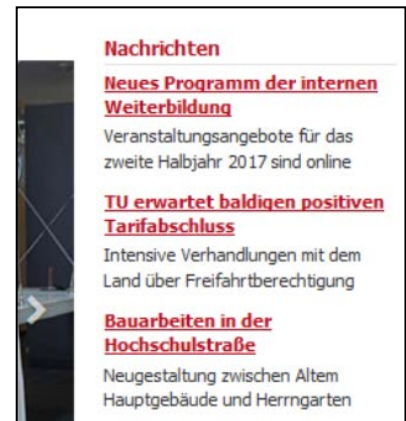 Nachrichten
Neues Programm der internen
Weiterbildung
Veranstaltungsangebote für das
zweite Halbjahr 2017 sind online
TU erwartet baldigen positiven
Tarifabschluss
Intensive Verhandlungen mit dem
Land über Freifahrtberechtigung
Bauarbeiten in der
Hochschulstraße
Neugestaltung zwischen Altem
Hauptgebäude und Herrngarten